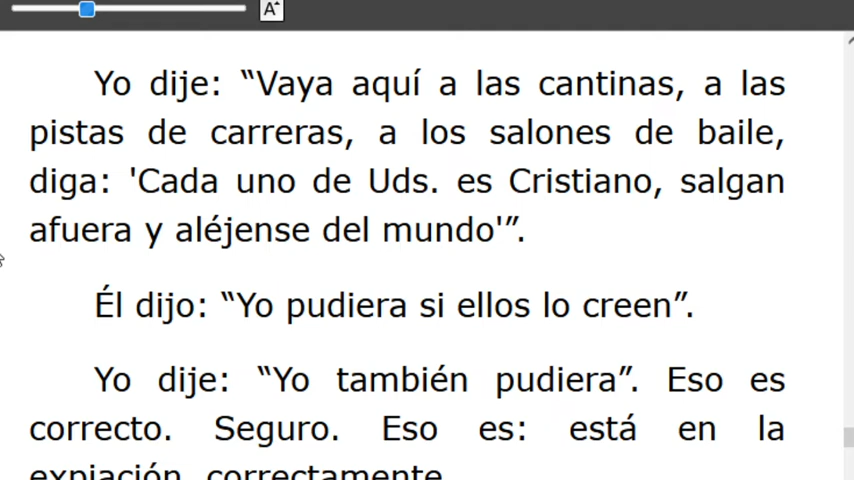 A
Yo dije: “Vaya aquí a las cantinas, a las
pistas de carreras, a los salones de baile,
diga: 'Cada uno de Uds. es Cristiano, salgan
afuera y aléjense del mundo'”.
Él dijo: “Yo pudiera si ellos lo creen”.
Yo dije: “Yo también pudiera”. Eso es
correcto. Seguro. Eso es: está en la
expiación, correctamente.